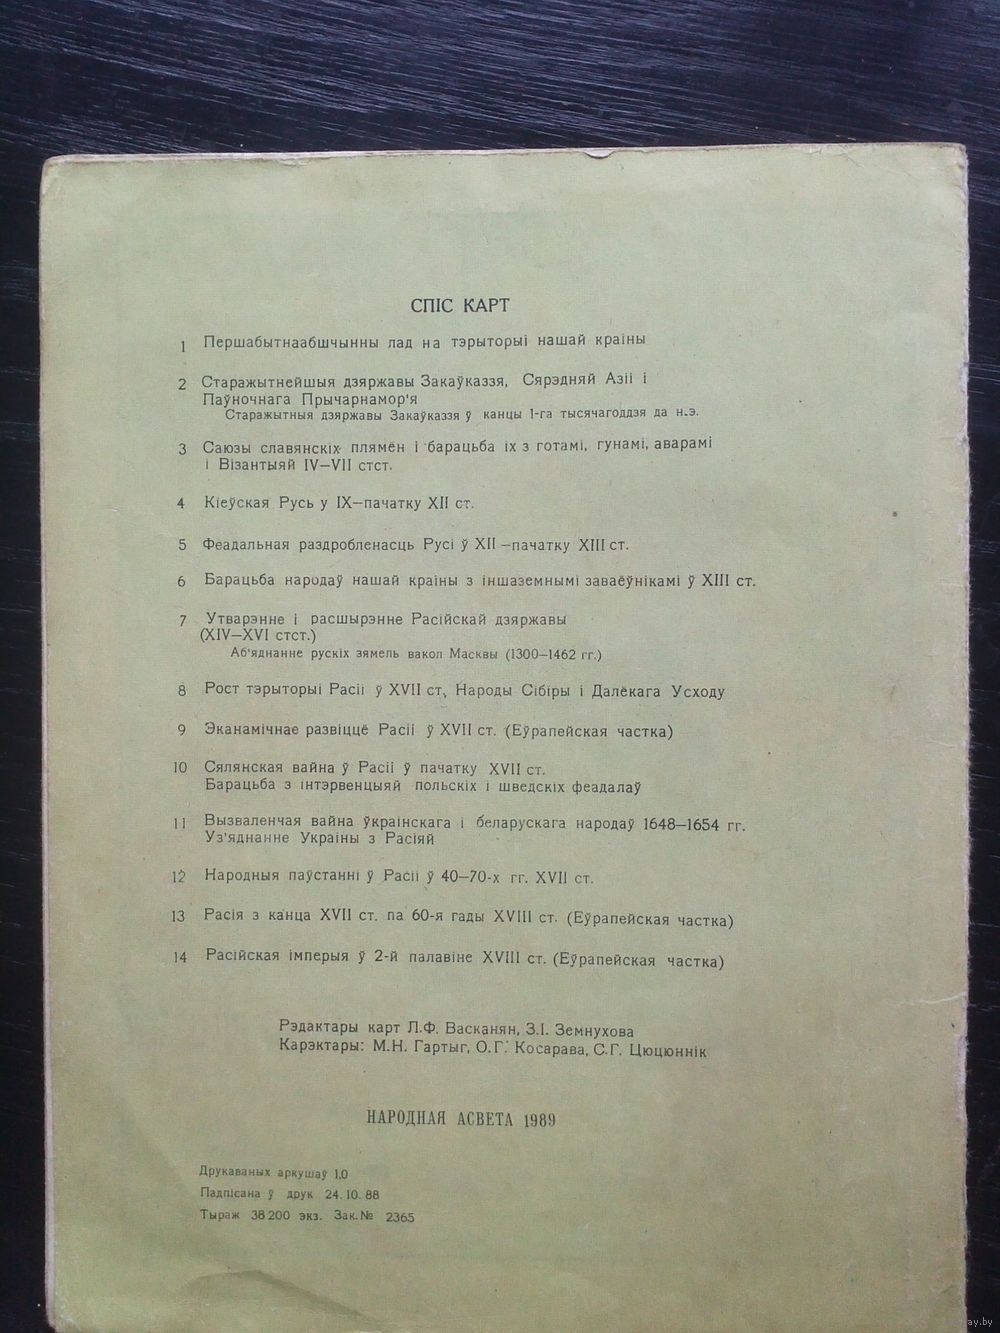 СПІС КАРТ
1 Першабытнаабшчынны лад на тэрыторыі нашай краіны
2 Старажытнейшыя дзяржавы Закаўказзя, Сярэдняй Азіі і
Паўночнага Прычарнамор'я
Старажытныя дзяржавы Закаўказзя ў канцы 1-га тысячагоддзя да н.э.
3 Саюзы славянскіх плямён і барацьба іх з готамі, гунамі, аварамі
і Візантыяй IV–VII стст.
4 Кіеўская Русь у IX–пачатку XII ст.
5 Феадальная раздробленасць Русі ў XII–пачатку XIII ст.
6 Барацьба народаў нашай краіны з іншаземнымі заваёўнікамі ў XIII ст.
7 Утварэнне і расшырэнне Расійскай дзяржавы
(XIV–XVI стст.)
Аб'яднанне рускіх зямель вакол Масквы (1300–1462 гг.)
8 Рост тэрыторыі Расіі ў XVII ст. Народы Сібіры і Далёкага Усходу
9 Эканамічнае развіццё Расіі ў XVII ст. (Еўрапейская частка)
10 Сялянская вайна ў Расіі ў пачатку XVII ст.
Барацьба з інтэрвенцыяй польскіх і шведскіх феадалаў
11 Вызваленчая вайна ўкраінскага і беларускага народаў 1648–1654 гг.
Уз'яднанне Украіны з Расіяй
12 Народныя паўстанні ў Расіі ў 40–70-х гг. XVII ст.
13 Расія з канца XVII ст. па 60-я гады XVIII ст. (Еўрапейская частка)
14 Расійская імперыя ў 2-й палавіне XVIII ст. (Еўрапейская частка)
Рэдактары карт Л.Ф. Васканян, З.І. Земнухова
Карэктары: М.Н. Гартыг, О.Г. Косарава, С.Г. Цюцюннік
НАРОДНАЯ АСВЕТА 1989
Друкаваных аркушаў 1,0
Падпісана ў друк 24.10.88
Тыраж 38 200 экз. Зак.№ 2365